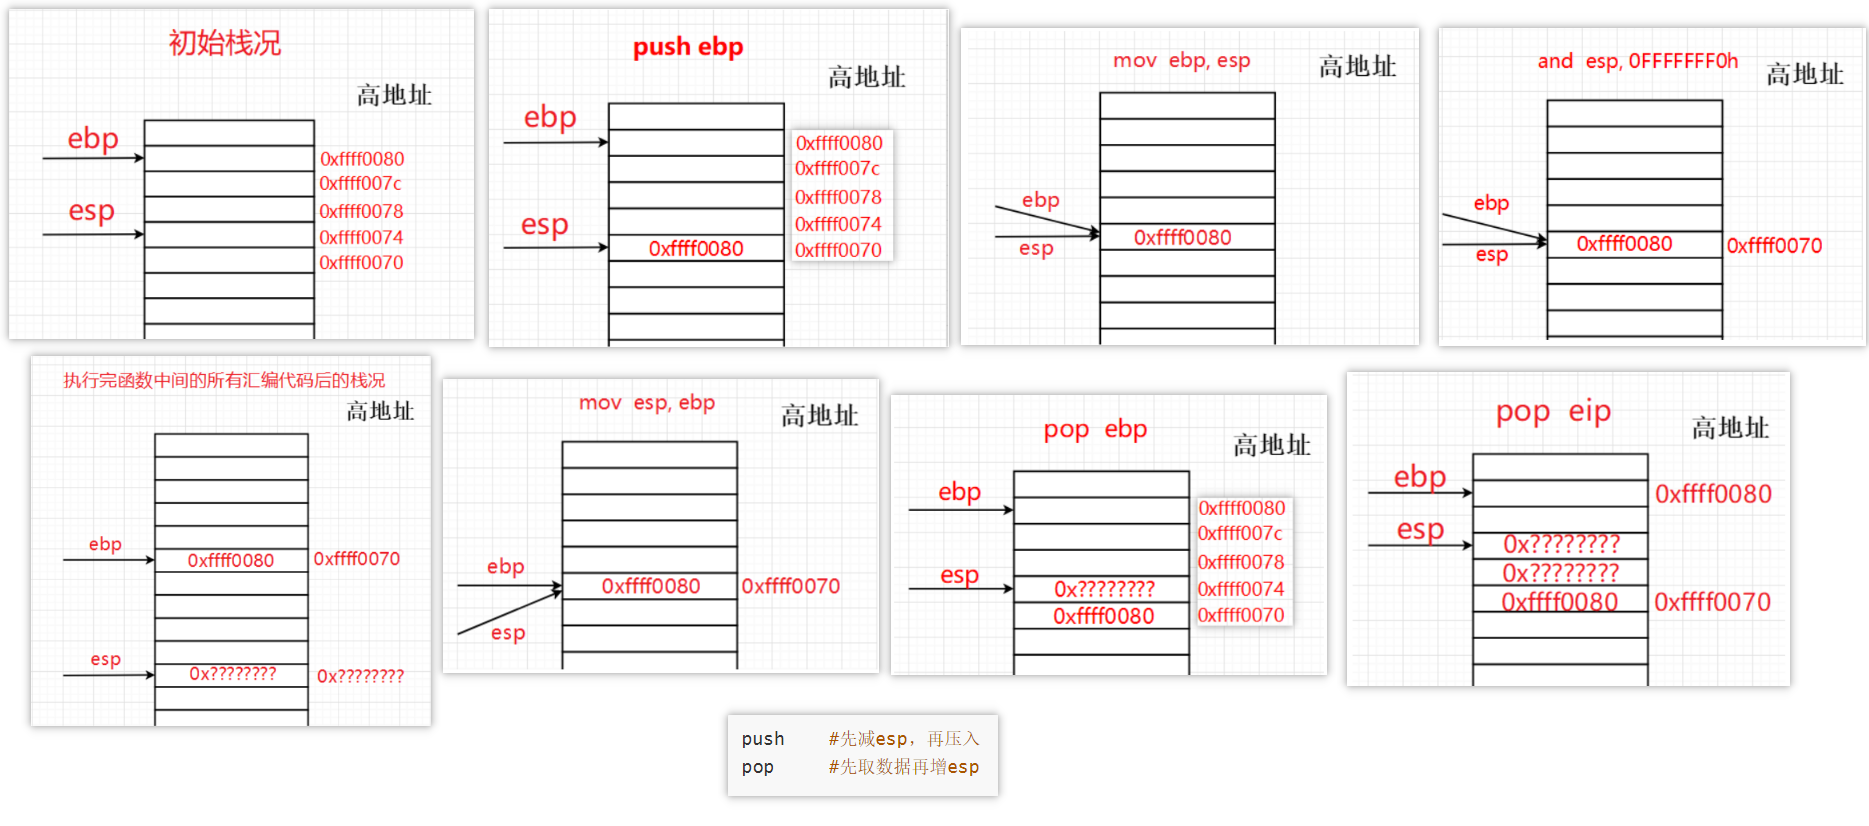 初始栈况
高地址
ebp
0xffff0080
0xffff007c
esp
0xffff0078
0xffff0074
0xffff0070
push ebp
高地址
ebp
0xffff0080
0xffff007c
0xffff0078
esp
0xffff0074
0xffff0080
0xffff0070
mov ebp, esp
高地址
ebp
0xffff0080
esp
and esp, 0FFFFFFF0h
高地址
ebp
0xffff0080
0xffff0070
esp
执行完函数中间的所有汇编代码后的栈况
高地址
ebp
0xffff0080
0xffff0070
esp
0x????????
0x????????
mov esp, ebp
高地址
ebp
0xffff0080
0xffff0070
esp
pop ebp
高地址
ebp
0xffff0080
0xffff007c
0xffff0078
esp
0x????????
0xffff0074
0xffff0080
0xffff0070
pop eip
高地址
ebp
0xffff0080
esp
0x????????
0x????????
0xffff0080
0xffff0070
push #先减esp，再压入
pop #先取数据再增esp